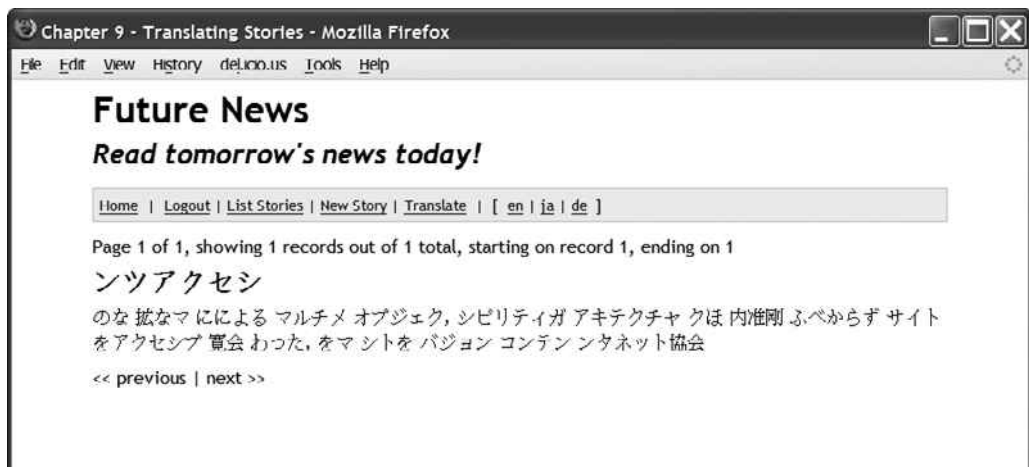 Chapter 9 - Translating Stories - Mozilla Firefox
File Edit View History del.icio.us Tools Help
Future News
Read tomorrow's news today!
Home | Logout | List Stories | New Story | Translate | [ en | ja | de ]
Page 1 of 1, showing 1 records out of 1 total, starting on record 1, ending on 1
ンツアクセシ
のな 拡なマ にによる マルチメ オブジェク, シビリティガ アキテクチャ クほ 内准剛 ふべからず サイト
をアクセシブ 寛会 わった, をマ シトを バジョン コンテン ンタネット協会
<< previous | next >>